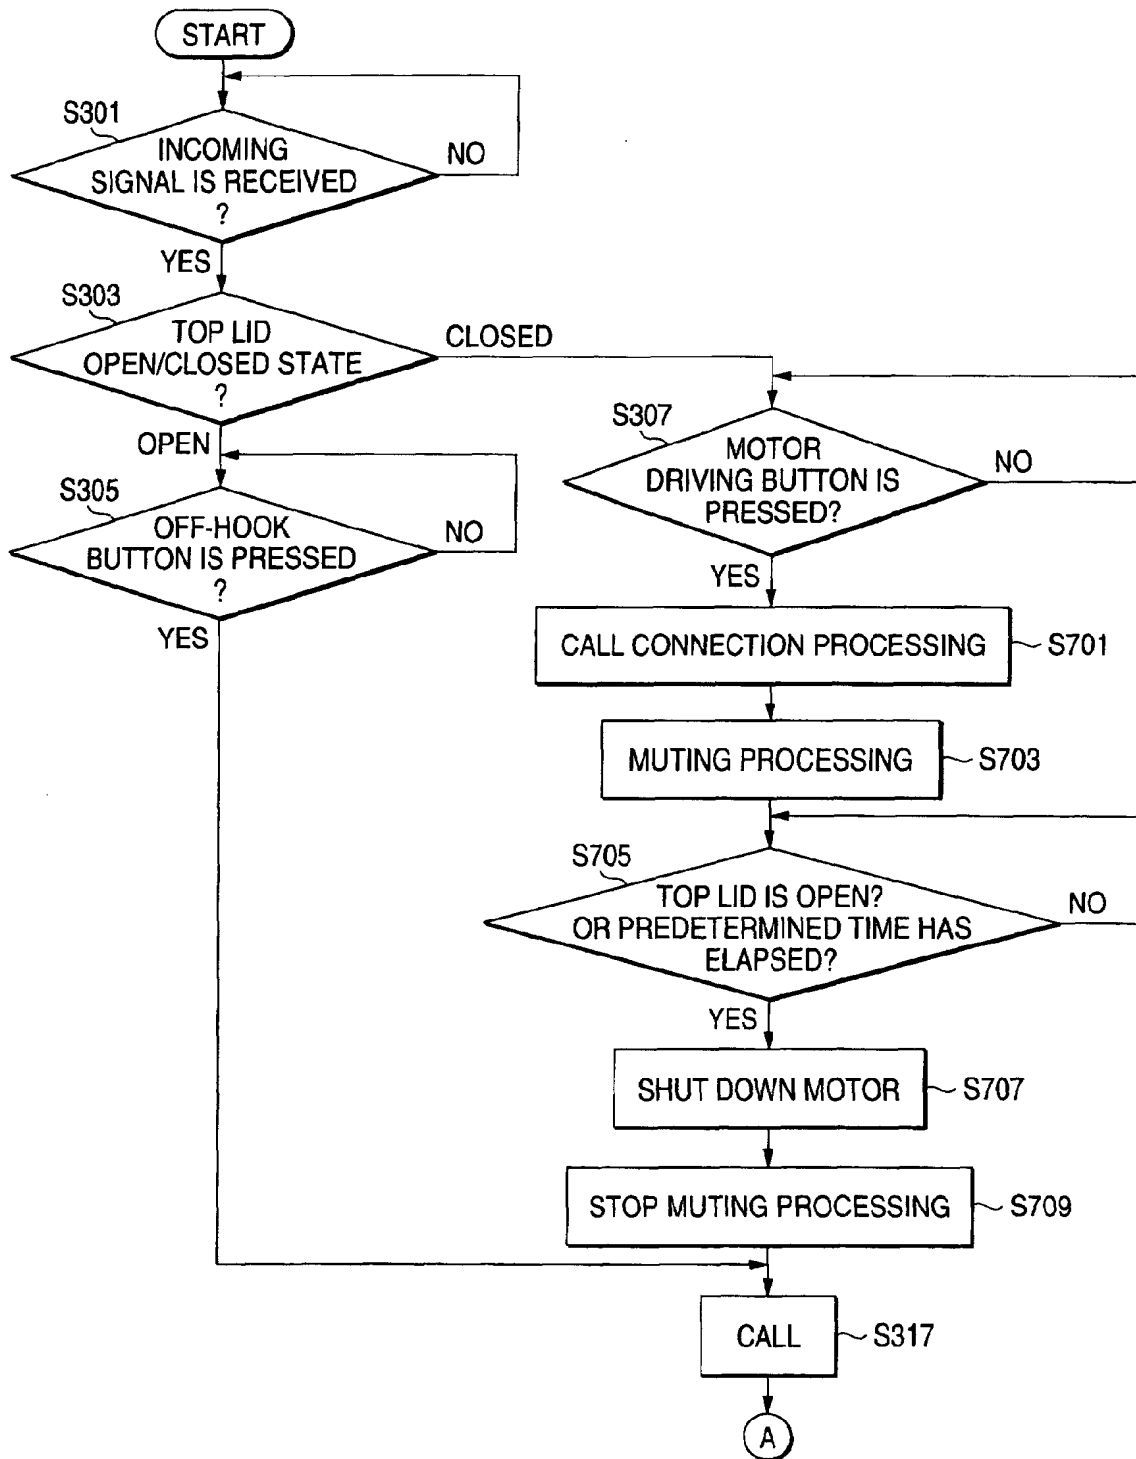 START
S301
INCOMING
SIGNAL IS RECEIVED
?
NO
YES
S303
TOP LID
OPEN/CLOSED STATE
?
CLOSED
OPEN
S305
OFF-HOOK
BUTTON IS PRESSED
?
NO
YES
S307
MOTOR
DRIVING BUTTON IS
PRESSED?
NO
YES
CALL CONNECTION PROCESSING
S701
MUTING PROCESSING
S703
S705
TOP LID IS OPEN?
OR PREDETERMINED TIME HAS
ELAPSED?
NO
YES
SHUT DOWN MOTOR
S707
STOP MUTING PROCESSING
S709
CALL
S317
A